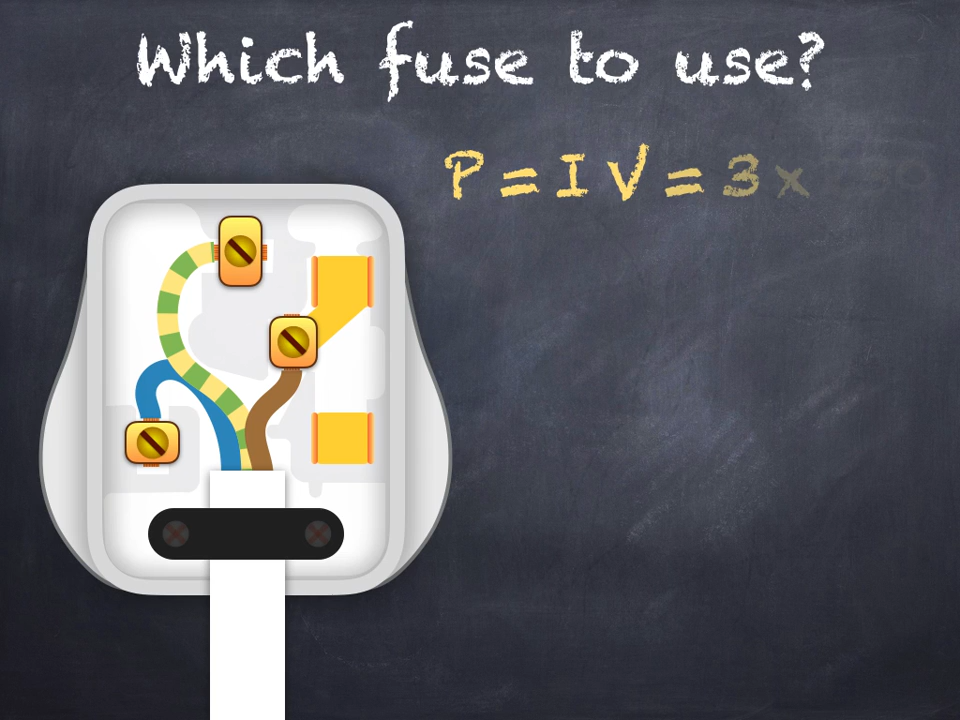 Which fuse to use?
P = I V = 3 x